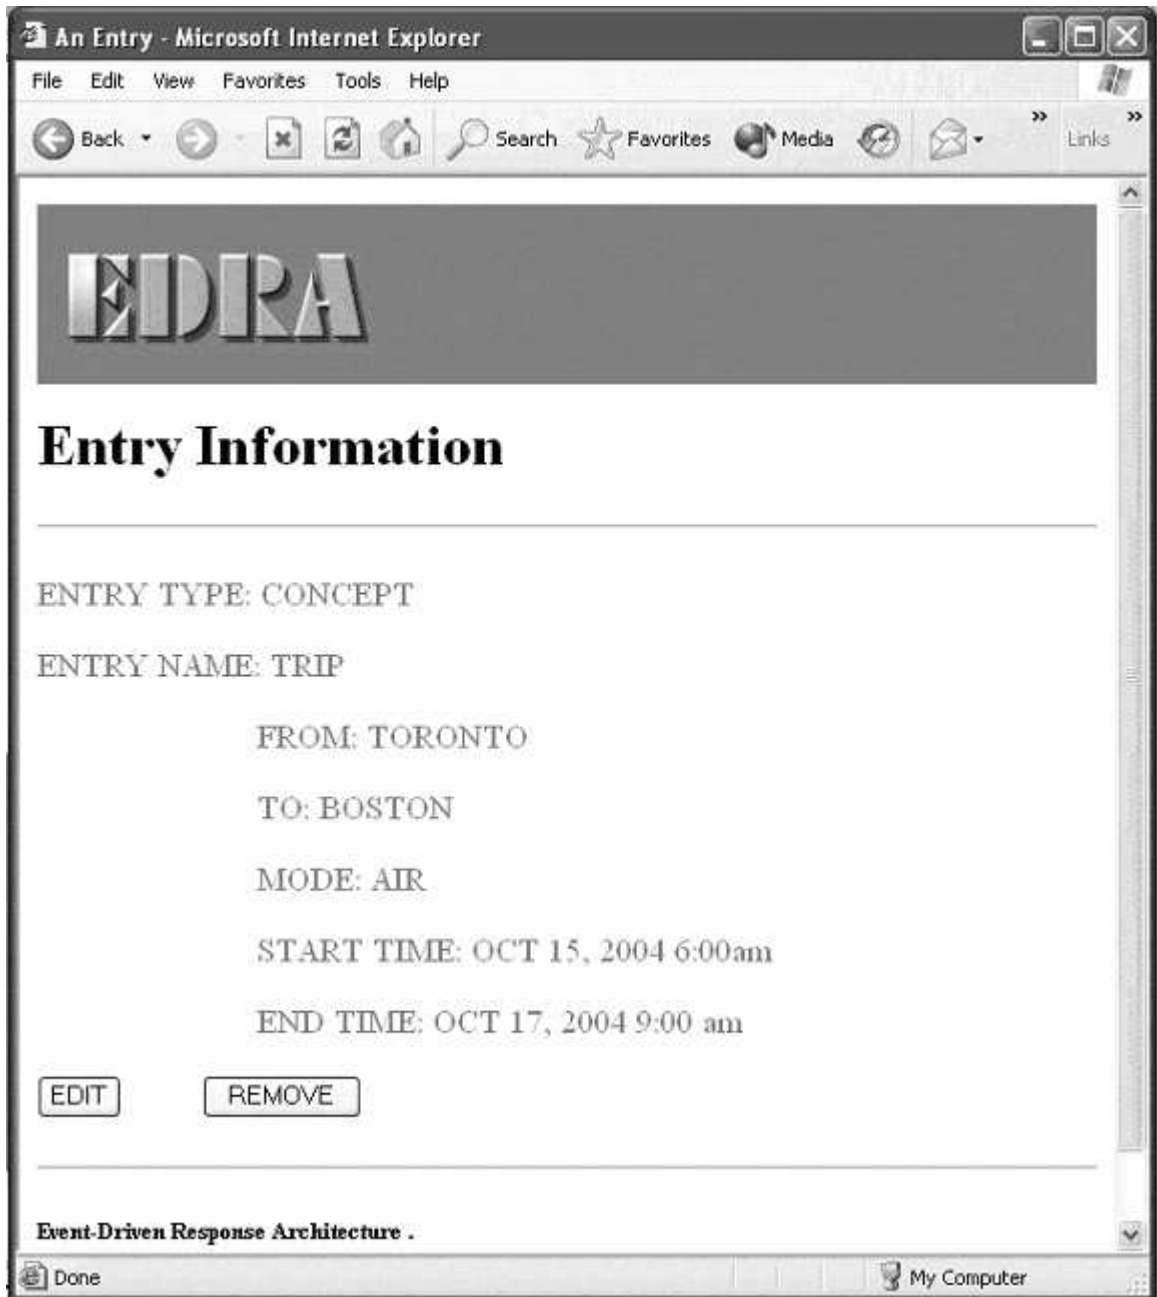 An Entry - Microsoft Internet Explorer
File Edit View Favorites Tools Help
Back Search Favorites Media » Links »
EDRA
Entry Information
ENTRY TYPE: CONCEPT
ENTRY NAME: TRIP
FROM: TORONTO
TO: BOSTON
MODE: AIR
START TIME: OCT 15, 2004 6:00am
END TIME: OCT 17, 2004 9:00 am
EDIT REMOVE
Event-Driven Response Architecture .
Done My Computer